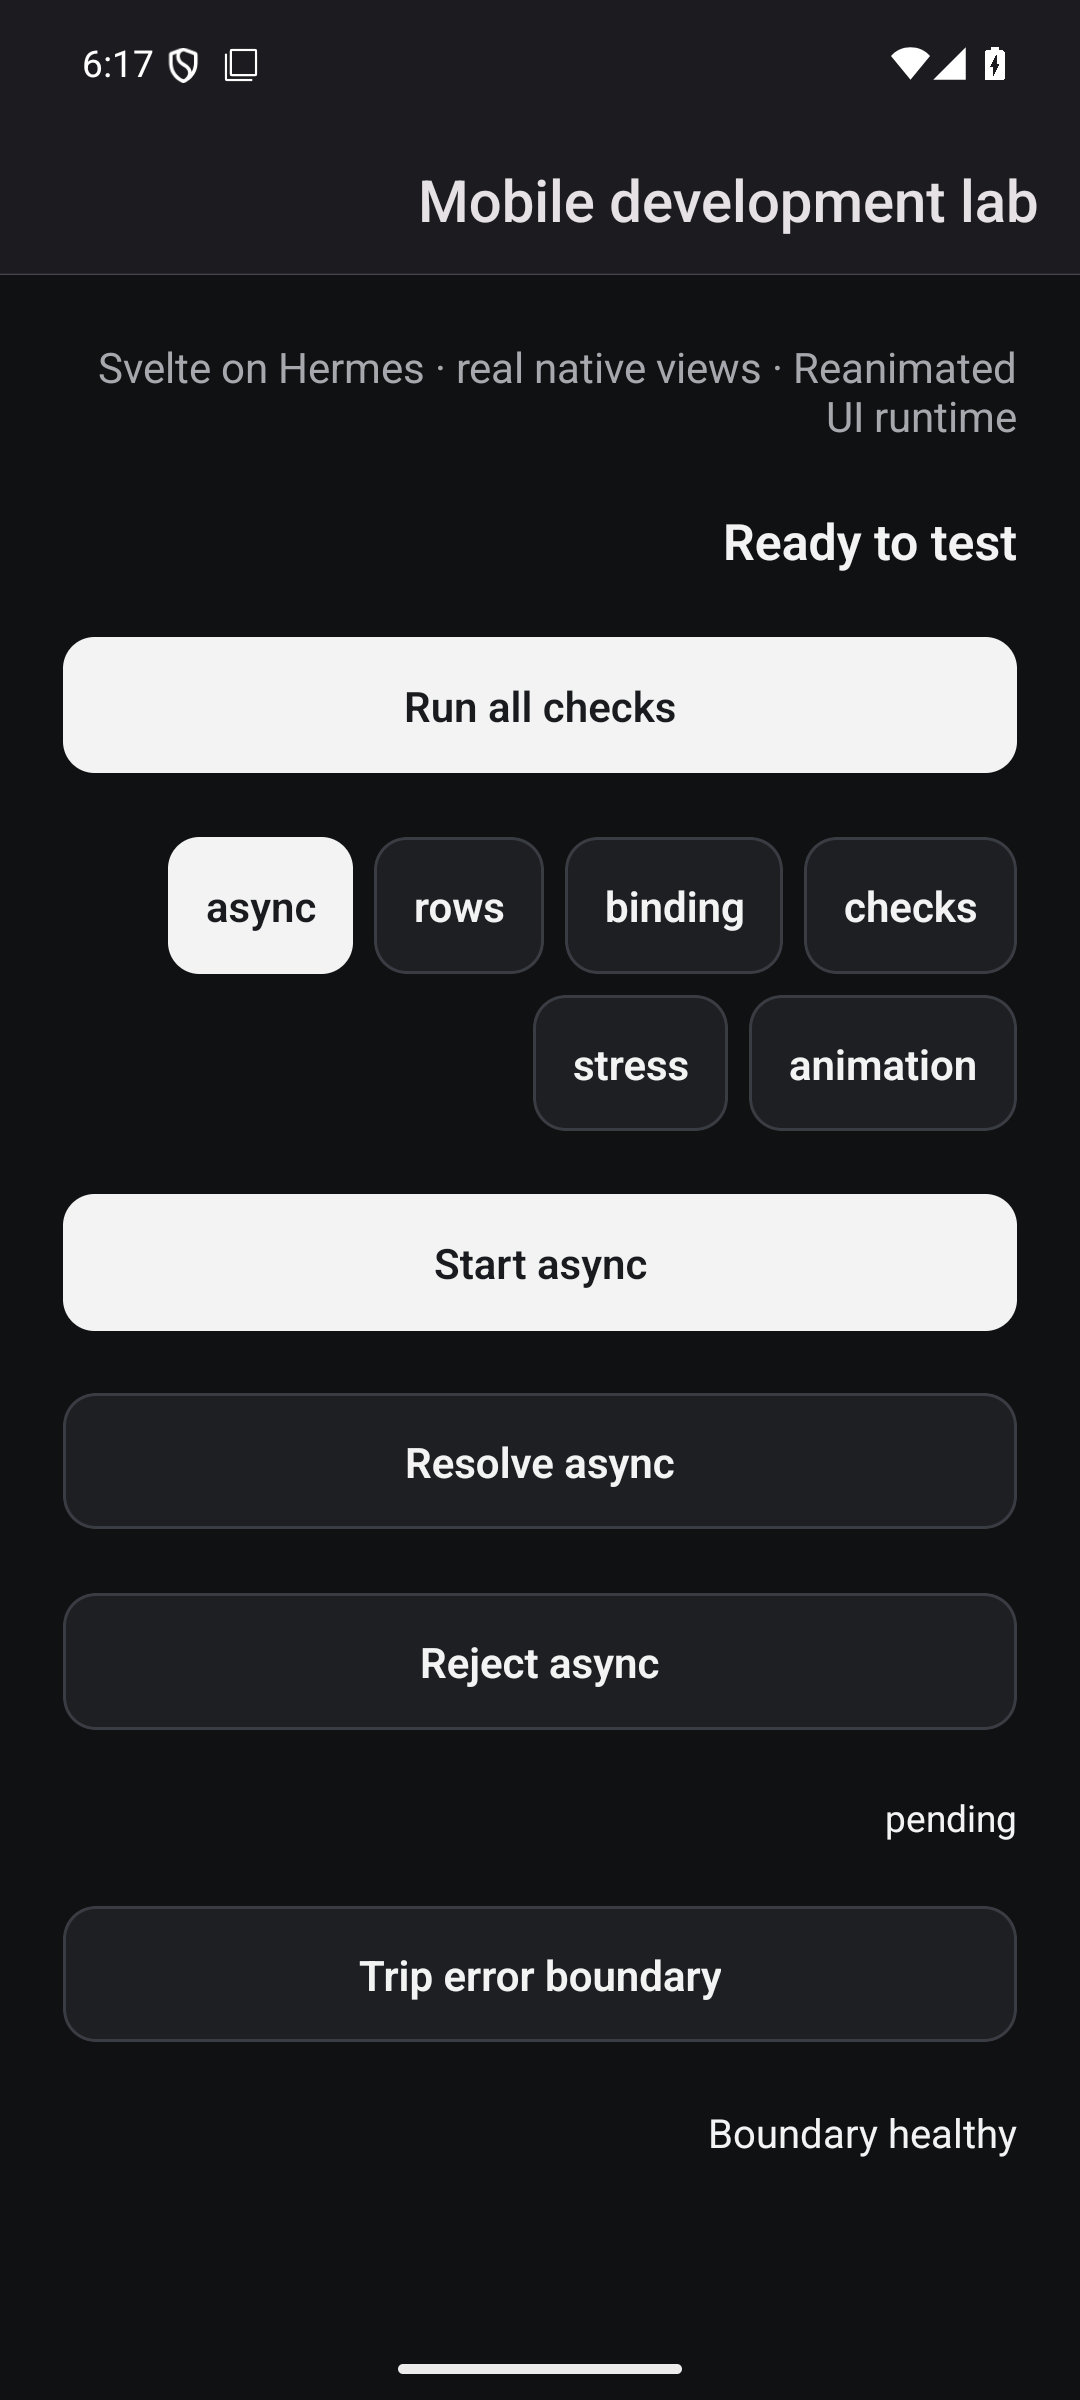 6:17
Mobile development lab
Svelte on Hermes · real native views · Reanimated
UI runtime
Ready to test
Run all checks
async rows binding checks
stress animation
Start async
Resolve async
Reject async
pending
Trip error boundary
Boundary healthy